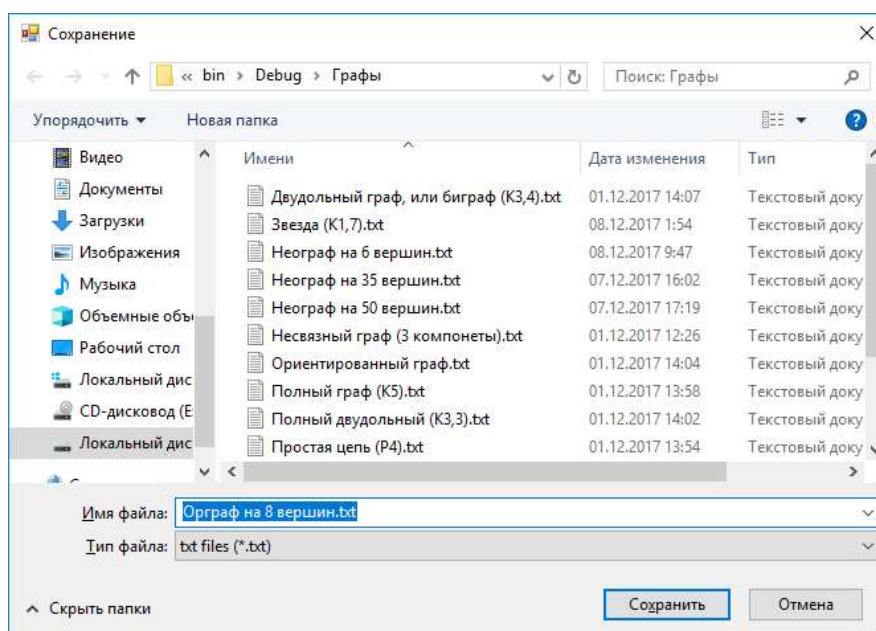 Сохранение
« bin › Debug › Графы
Поиск: Графы
Упорядочить
Новая папка
Видео
Документы
Загрузки
Изображения
Музыка
Объемные объ
Рабочий стол
Локальный дис
CD-дисковод (E
Локальный дис
Имени Дата изменения Тип
Двудольный граф, или биграф (K3,4).txt 01.12.2017 14:07 Текстовый доку
Звезда (K1,7).txt 08.12.2017 1:54 Текстовый доку
Неограф на 6 вершин.txt 08.12.2017 9:47 Текстовый доку
Неограф на 35 вершин.txt 07.12.2017 16:02 Текстовый доку
Неограф на 50 вершин.txt 07.12.2017 17:19 Текстовый доку
Несвязный граф (3 компонеты).txt 01.12.2017 12:26 Текстовый доку
Ориентированный граф.txt 01.12.2017 14:04 Текстовый доку
Полный граф (K5).txt 01.12.2017 13:58 Текстовый доку
Полный двудольный (K3,3).txt 01.12.2017 14:02 Текстовый доку
Простая цепь (P4).txt 01.12.2017 13:54 Текстовый доку
Имя файла: Орграф на 8 вершин.txt
Тип файла: txt files (*.txt)
Скрыть папки
Сохранить
Отмена